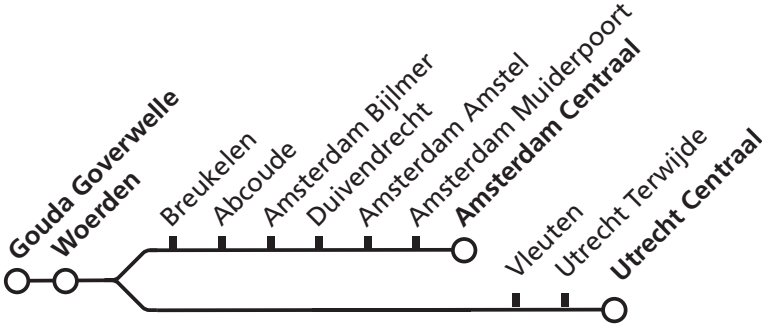 Gouda Goverwelle
Woerden
Breukelen
Abcoude
Amsterdam Bijlmer
Duivendrecht
Amsterdam Amstel
Amsterdam Muiderpoort
Amsterdam Centraal
Vleuten
Utrecht Terwijde
Utrecht Centraal